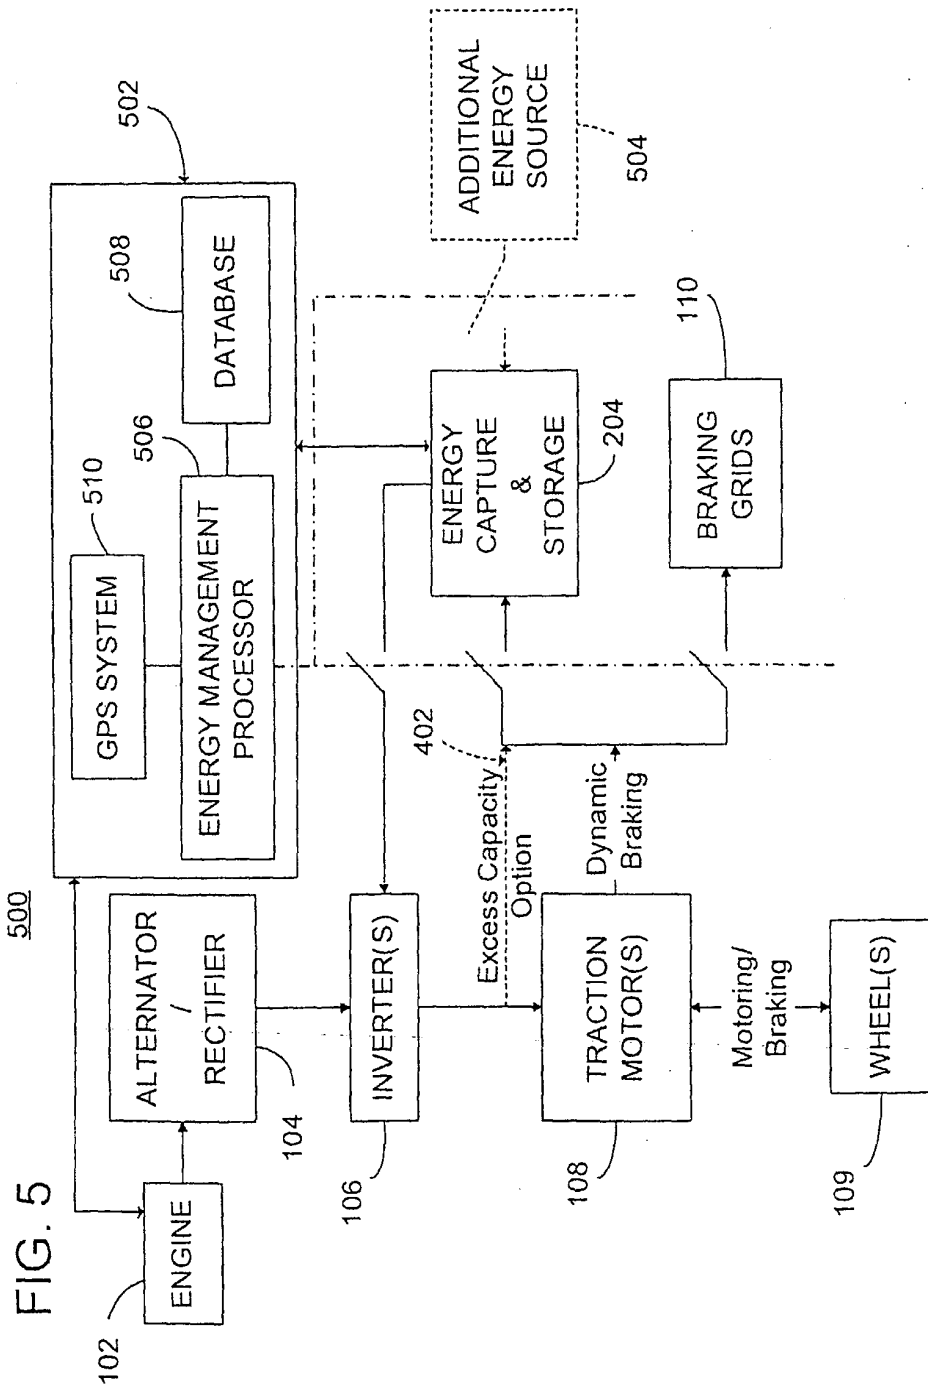 FIG. 5
500
502
GPS SYSTEM
510
ENERGY MANAGEMENT
PROCESSOR
506
DATABASE
508
ENGINE
102
ALTERNATOR
/
RECTIFIER
104
INVERTER(S)
106
Excess Capacity
Option
402
ENERGY
CAPTURE
&
STORAGE
204
ADDITIONAL
ENERGY
SOURCE
504
TRACTION
MOTOR(S)
108
Dynamic
Braking
BRAKING
GRIDS
110
Motoring/
Braking
WHEEL(S)
109